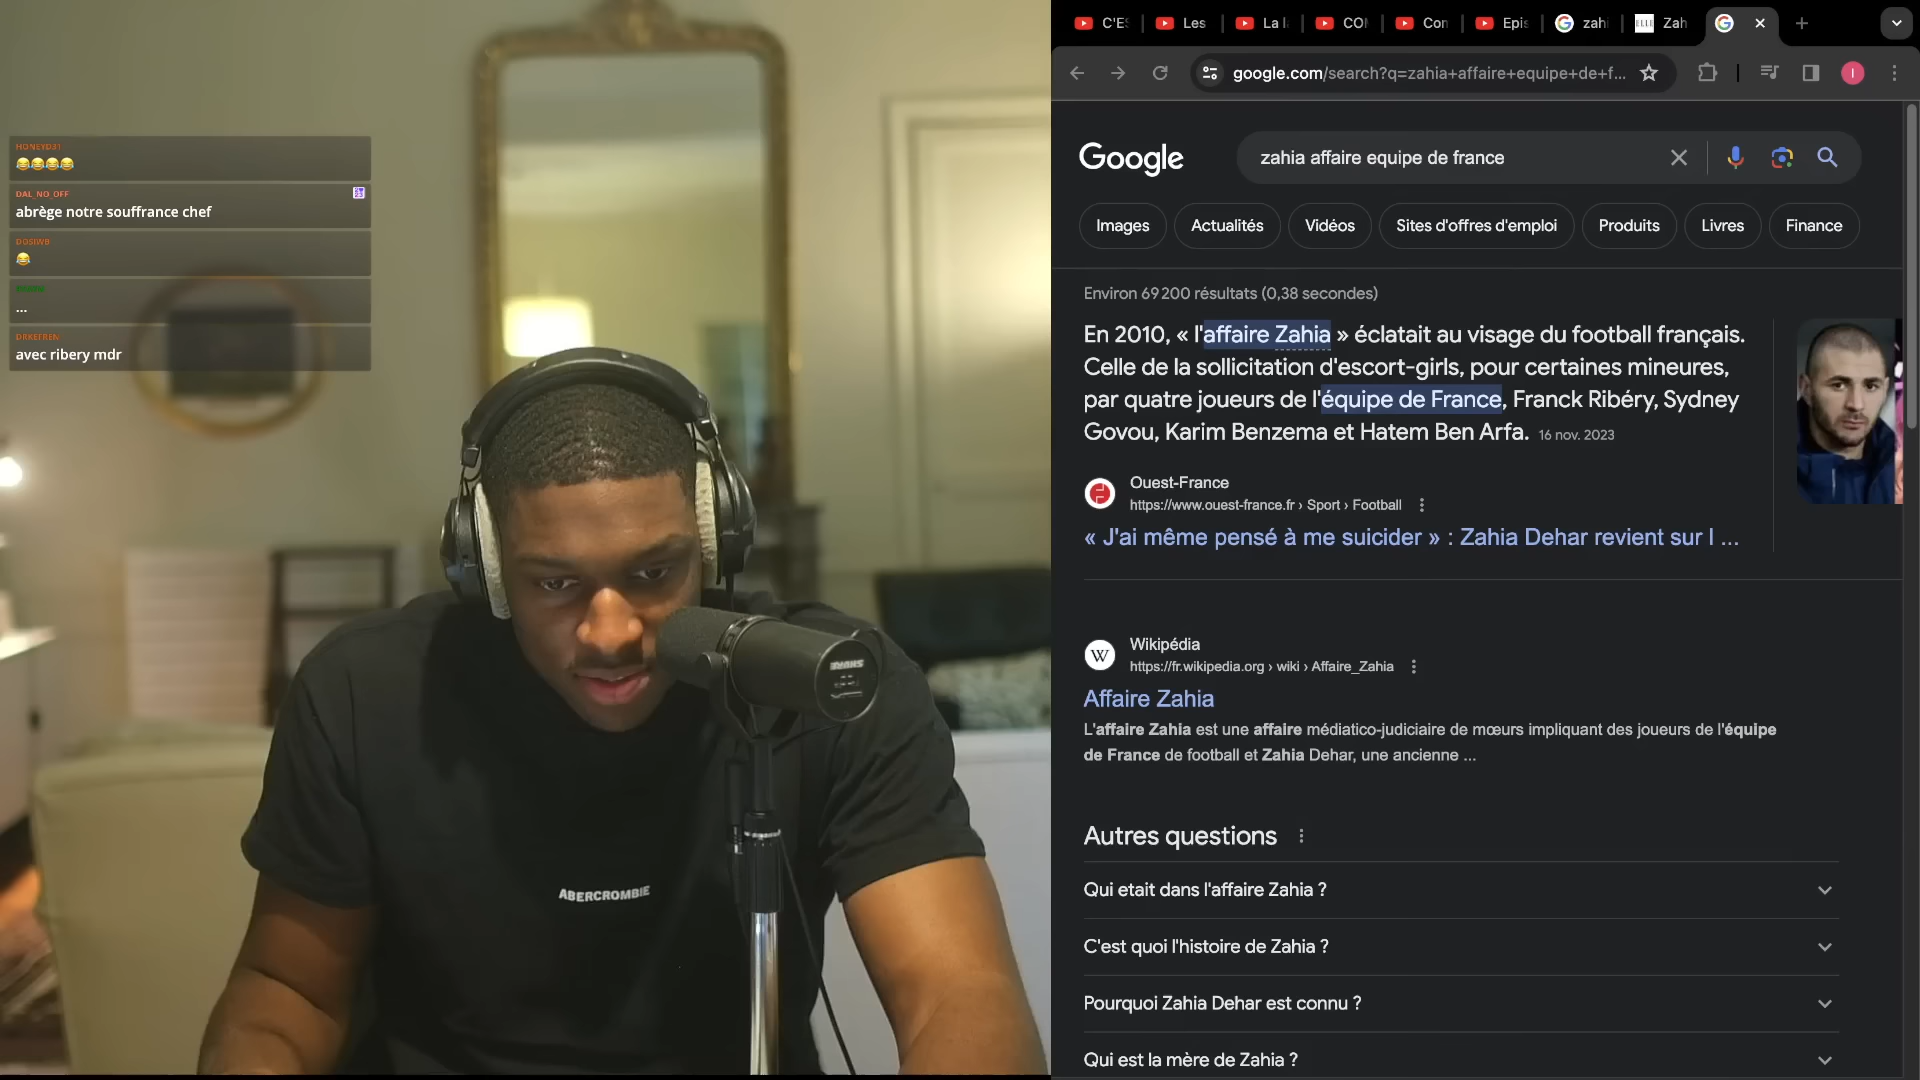 HONEYD31
😂😂😂😂
DAL_NO_OFF
abrège notre souffrance chef
DOSIWB
😂
...
DRKEFREN
avec ribery mdr
ABERCROMBIE
SHURE
C'ES
Les
La l
CO
Con
Epis
zahi
ELLE
Zah
google.com/search?q=zahia+affaire+equipe+de+f...
I
Google
zahia affaire equipe de france
Images
Actualités
Vidéos
Sites d'offres d'emploi
Produits
Livres
Finance
Environ 69 200 résultats (0,38 secondes)
En 2010, « l'affaire Zahia » éclatait au visage du football français.
Celle de la sollicitation d'escort-girls, pour certaines mineures,
par quatre joueurs de l'équipe de France, Franck Ribéry, Sydney
Govou, Karim Benzema et Hatem Ben Arfa. 16 nov. 2023
Ouest-France
https://www.ouest-france.fr › Sport › Football
« J'ai même pensé à me suicider » : Zahia Dehar revient sur l ...
W
Wikipédia
https://fr.wikipedia.org › wiki › Affaire_Zahia
Affaire Zahia
L'affaire Zahia est une affaire médiatico-judiciaire de mœurs impliquant des joueurs de l'équipe
de France de football et Zahia Dehar, une ancienne ...
Autres questions
Qui etait dans l'affaire Zahia ?
C'est quoi l'histoire de Zahia ?
Pourquoi Zahia Dehar est connu ?
Qui est la mère de Zahia ?